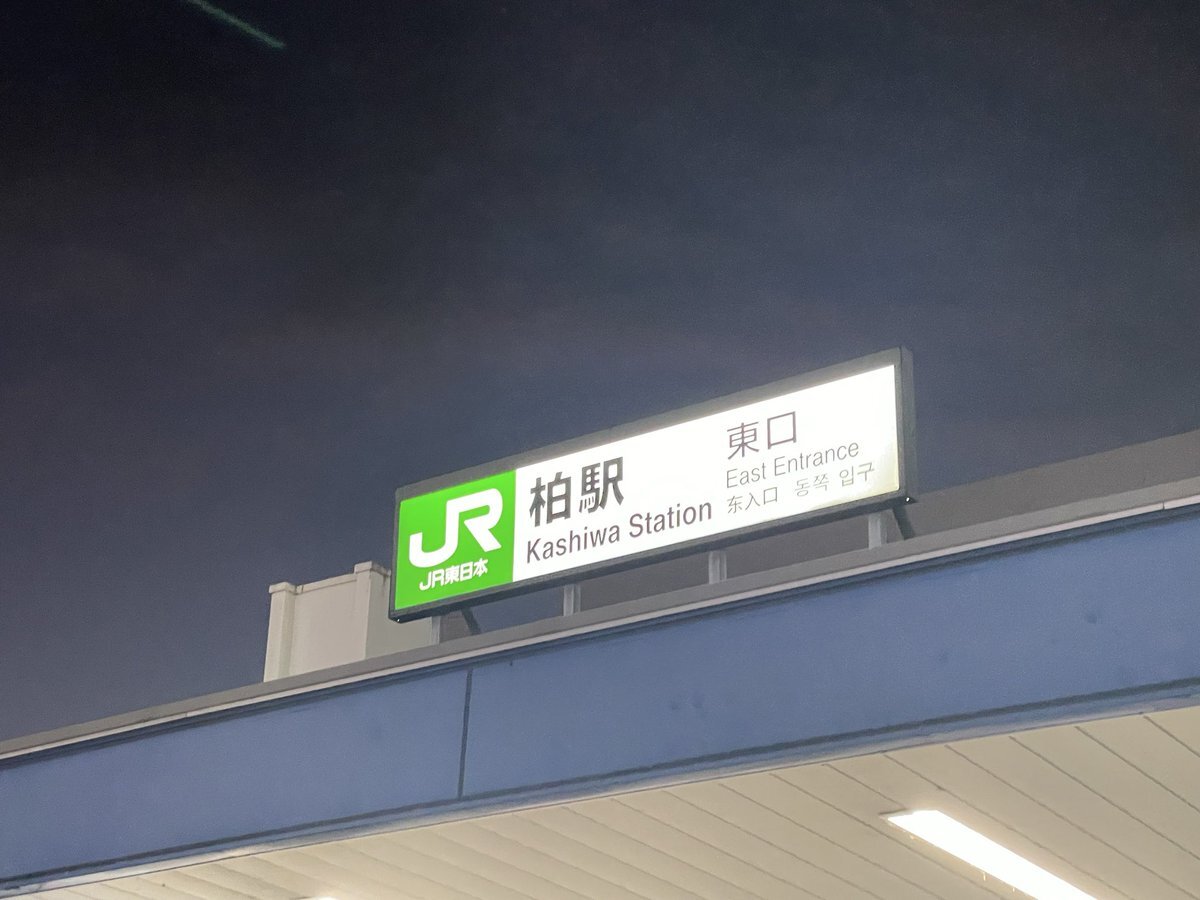 JR
JR東日本
柏駅
Kashiwa Station
東口
East Entrance
东入口 동쪽 입구